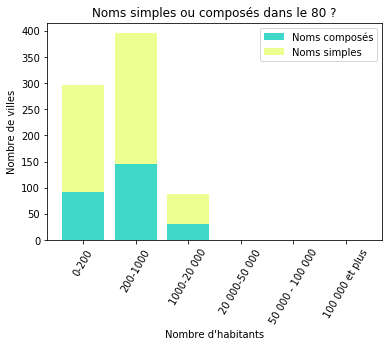 Noms simples ou composés dans le 80 ?
Noms composés
Noms simples
Nombre de villes
400
350
300
250
200
150
100
50
0
0-200
200-1000
1000-20 000
20 000-50 000
50 000 - 100 000
100 000 et plus
Nombre d'habitants